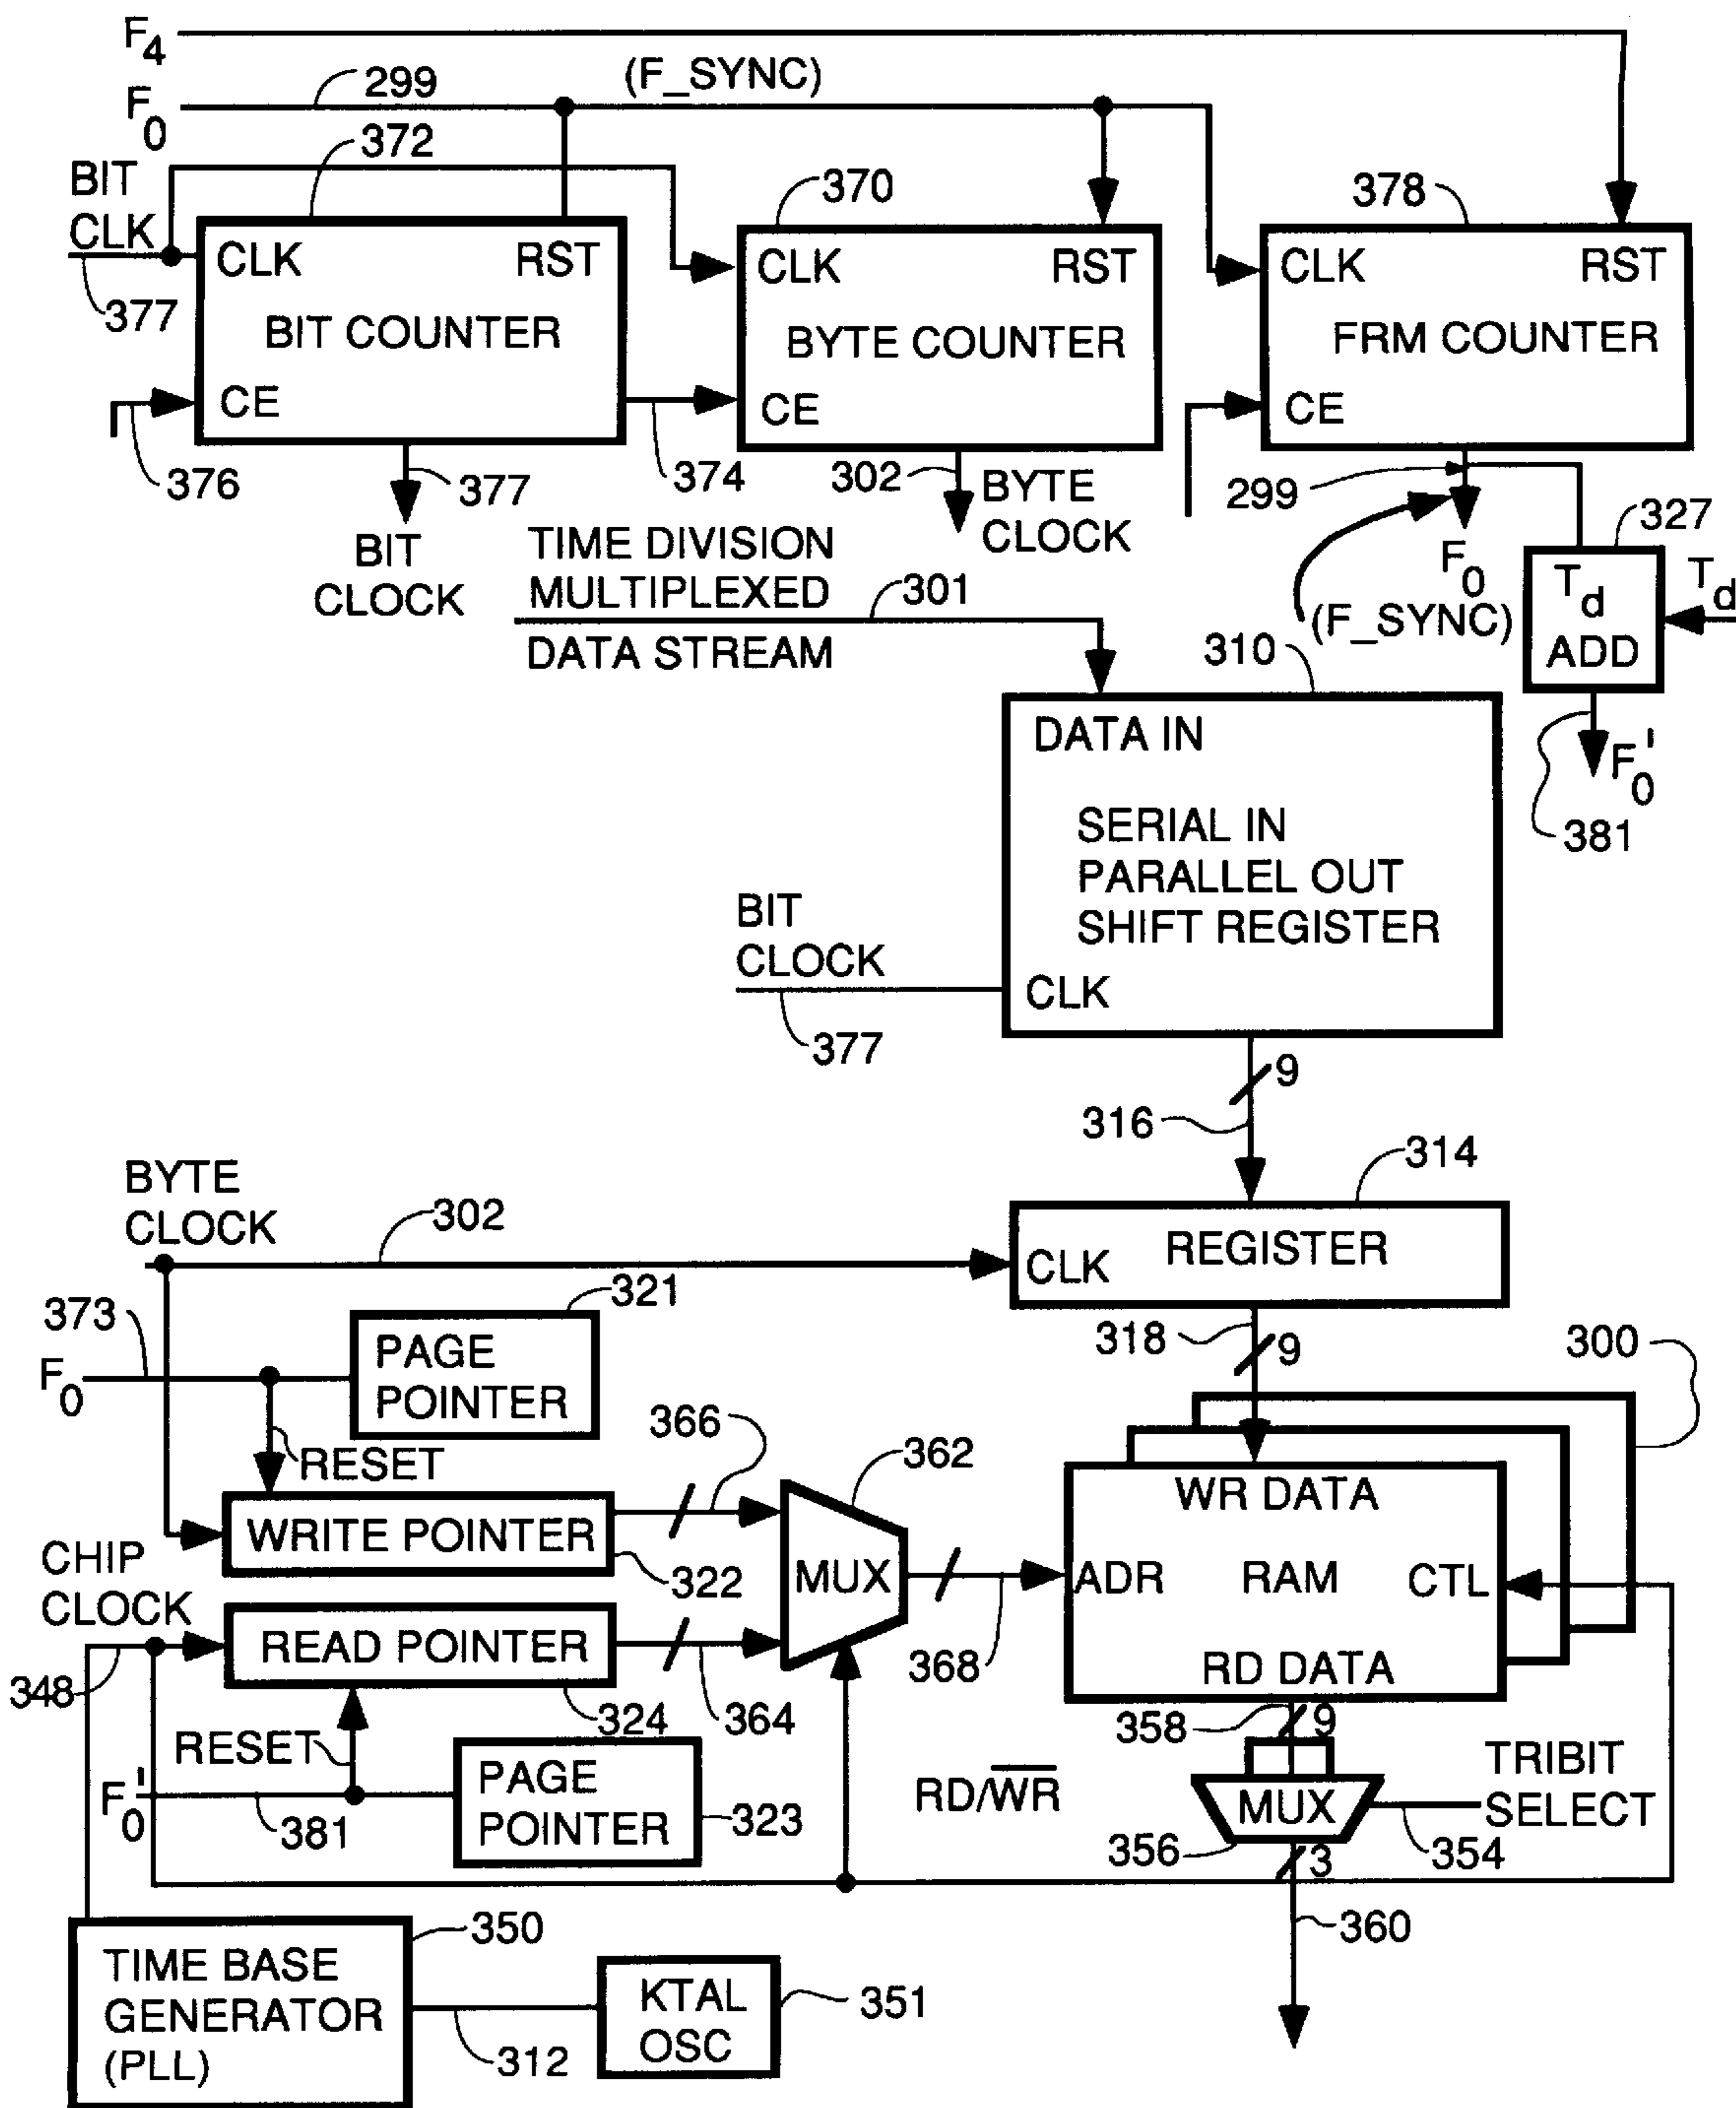 F4
F0
299
(F_SYNC)
BIT
CLK
372
370
378
CLK
RST
BIT COUNTER
CE
CLK
RST
BYTE COUNTER
CE
CLK
RST
FRM COUNTER
CE
377
376
377
BIT
CLOCK
374
302
BYTE
CLOCK
299
F0
(F_SYNC)
327
Td
ADD
Td
F0'
381
TIME DIVISION
MULTIPLEXED
DATA STREAM
301
310
DATA IN
SERIAL IN
PARALLEL OUT
SHIFT REGISTER
CLK
BIT
CLOCK
377
9
316
314
BYTE
CLOCK
302
REGISTER
CLK
373
F0
321
PAGE
POINTER
318
9
300
RESET
366
362
WRITE POINTER
322
CHIP
CLOCK
READ POINTER
324
364
MUX
368
WR DATA
ADR
RAM
CTL
RD DATA
348
RESET
F0'
381
PAGE
POINTER
323
RD/W̅R̅
358
9
MUX
356
3
TRIBIT
SELECT
354
360
350
TIME BASE
GENERATOR
(PLL)
312
KTAL
OSC
351